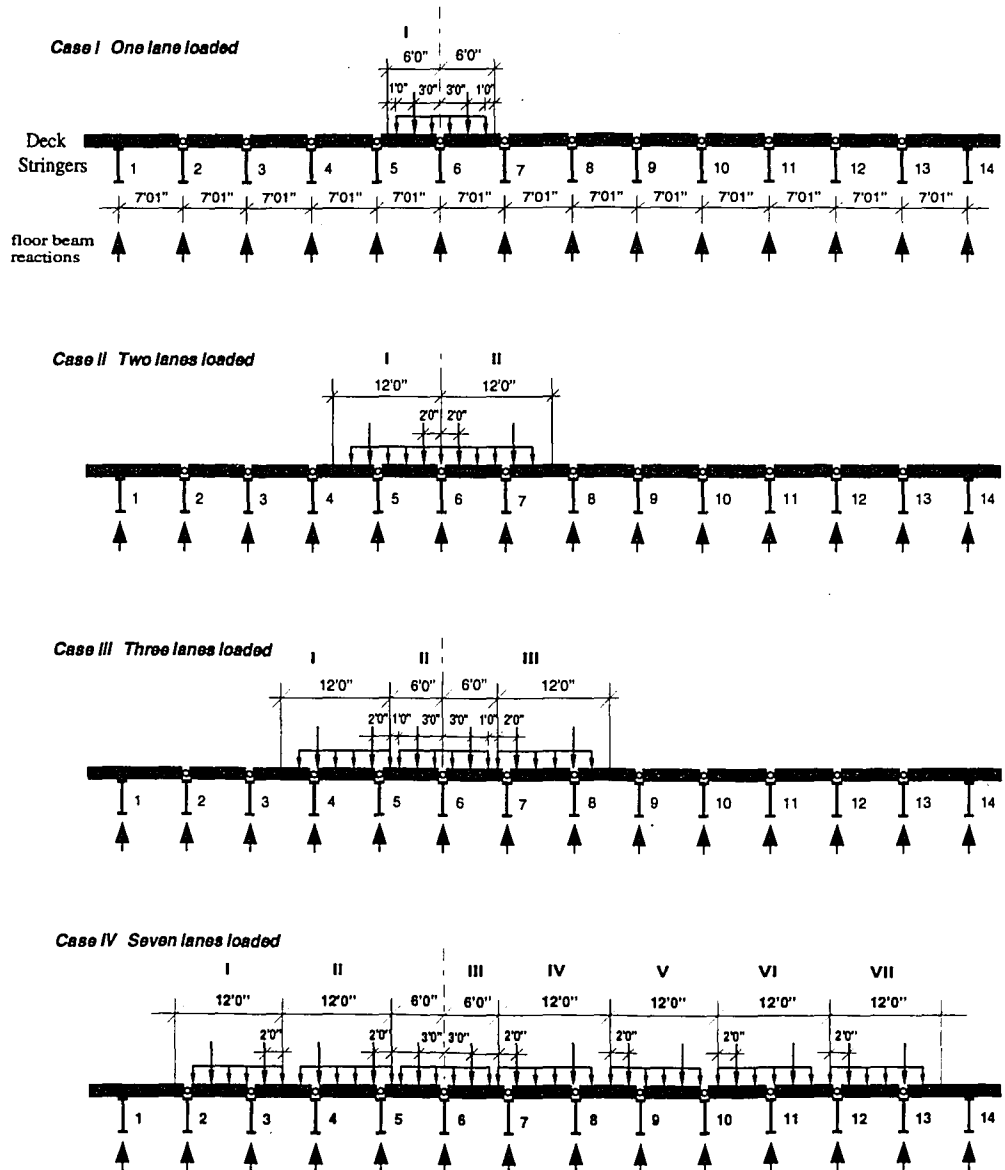 Case I One lane loaded
I
6'0" 6'0"
1'0" 3'0" 3'0" 1'0"
Deck
Stringers
1 2 3 4 5 6 7 8 9 10 11 12 13 14
7'01" 7'01" 7'01" 7'01" 7'01" 7'01" 7'01" 7'01" 7'01" 7'01" 7'01" 7'01" 7'01"
floor beam
reactions
Case II Two lanes loaded
I II
12'0" 12'0"
2'0" 2'0"
1 2 3 4 5 6 7 8 9 10 11 12 13 14
Case III Three lanes loaded
I II III
12'0" 6'0" 6'0" 12'0"
2'0" 1'0" 3'0" 3'0" 1'0" 2'0"
1 2 3 4 5 6 7 8 9 10 11 12 13 14
Case IV Seven lanes loaded
I II III IV V VI VII
12'0" 12'0" 6'0" 6'0" 12'0" 12'0" 12'0" 12'0"
2'0" 2'0" 3'0" 3'0" 2'0" 2'0" 2'0" 2'0"
1 2 3 4 5 6 7 8 9 10 11 12 13 14